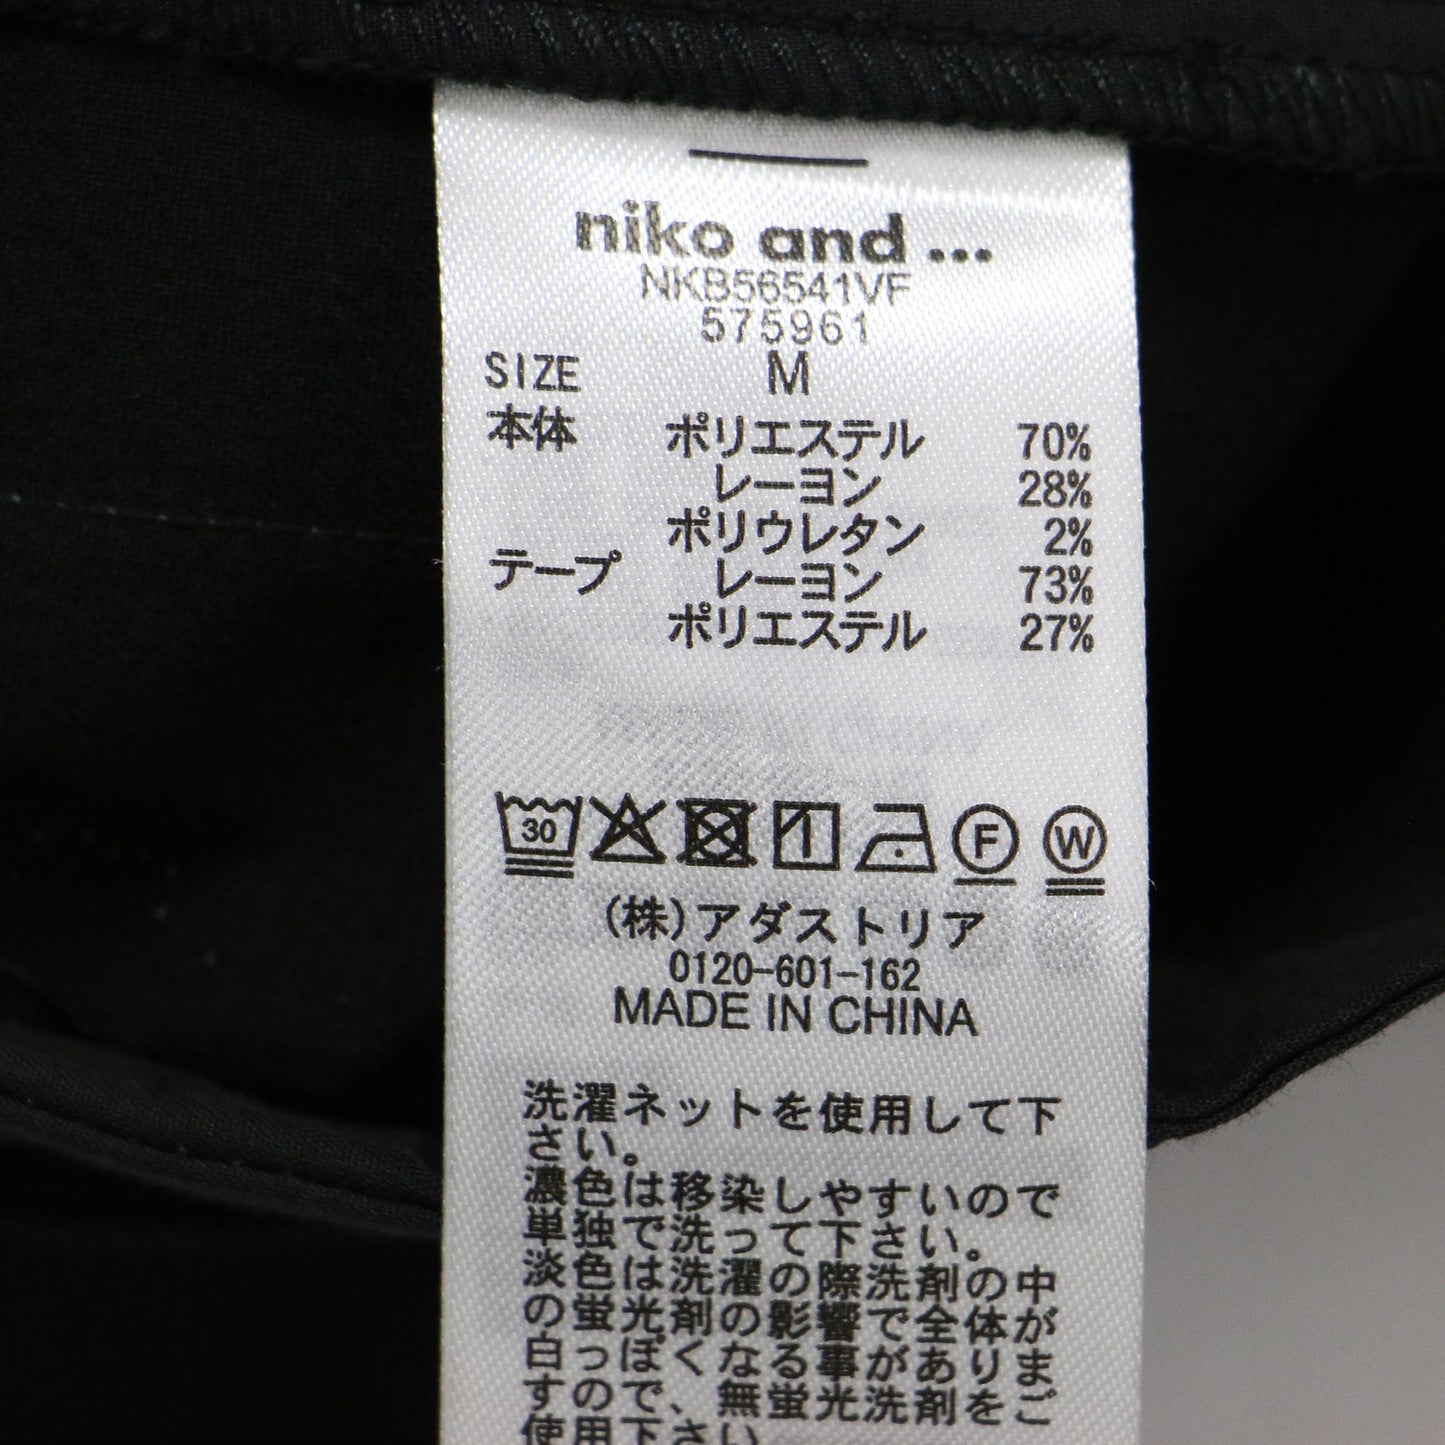 niko and ...
NKB56541VF
575961
SIZE M
本体 ポリエステル 70%
レーヨン 28%
ポリウレタン 2%
テープ レーヨン 73%
ポリエステル 27%
30 F W
(株)アダストリア
0120-601-162
MADE IN CHINA
洗濯ネットを使用して下
さい。
濃色は移染しやすいので
単独で洗って下さい。
淡色は洗濯の際洗剤の中
の蛍光剤の影響で全体が
白っぽくなる事がありま
すので、無蛍光洗剤をご
使用下さい